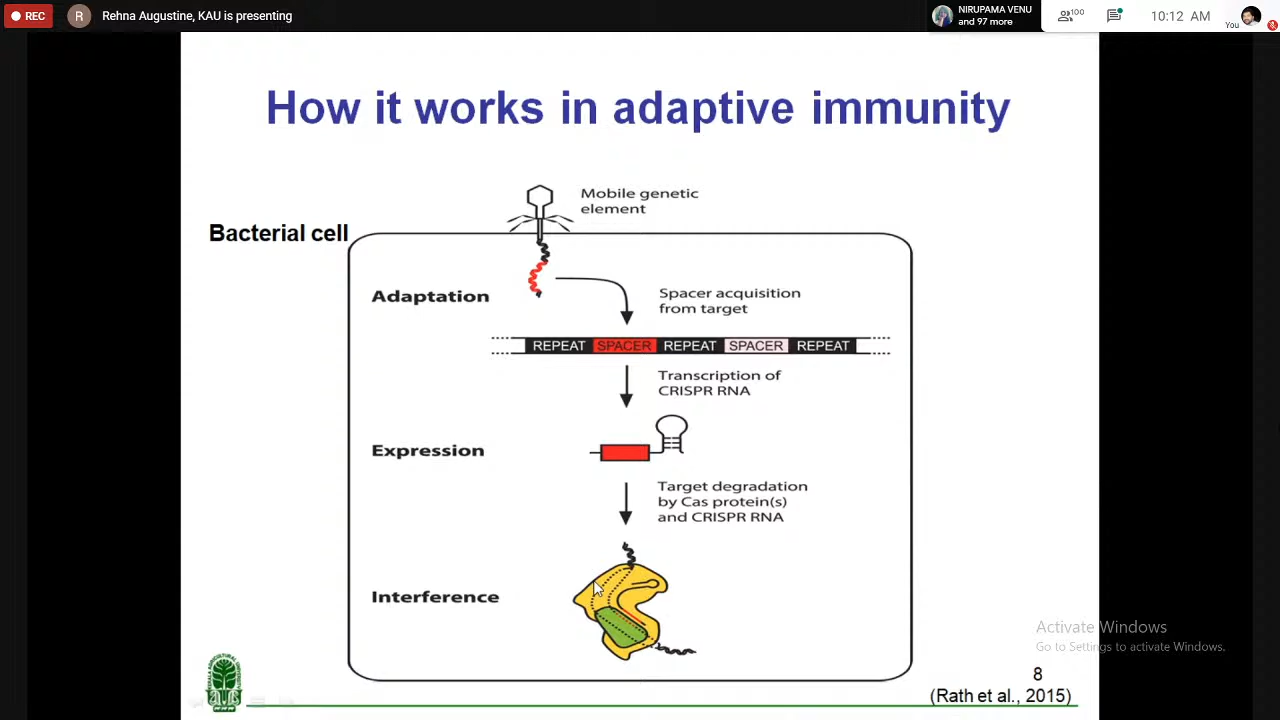 REC
R
Rehna Augustine, KAU is presenting
NIRUPAMA VENU
and 97 more
100
10:12 AM
You
How it works in adaptive immunity
Mobile genetic
element
Bacterial cell
Adaptation
Spacer acquisition
from target
REPEAT SPACER REPEAT SPACER REPEAT
Transcription of
CRISPR RNA
Expression
Target degradation
by Cas protein(s)
and CRISPR RNA
Interference
Activate Windows
Go to Settings to activate Windows.
8
(Rath et al., 2015)